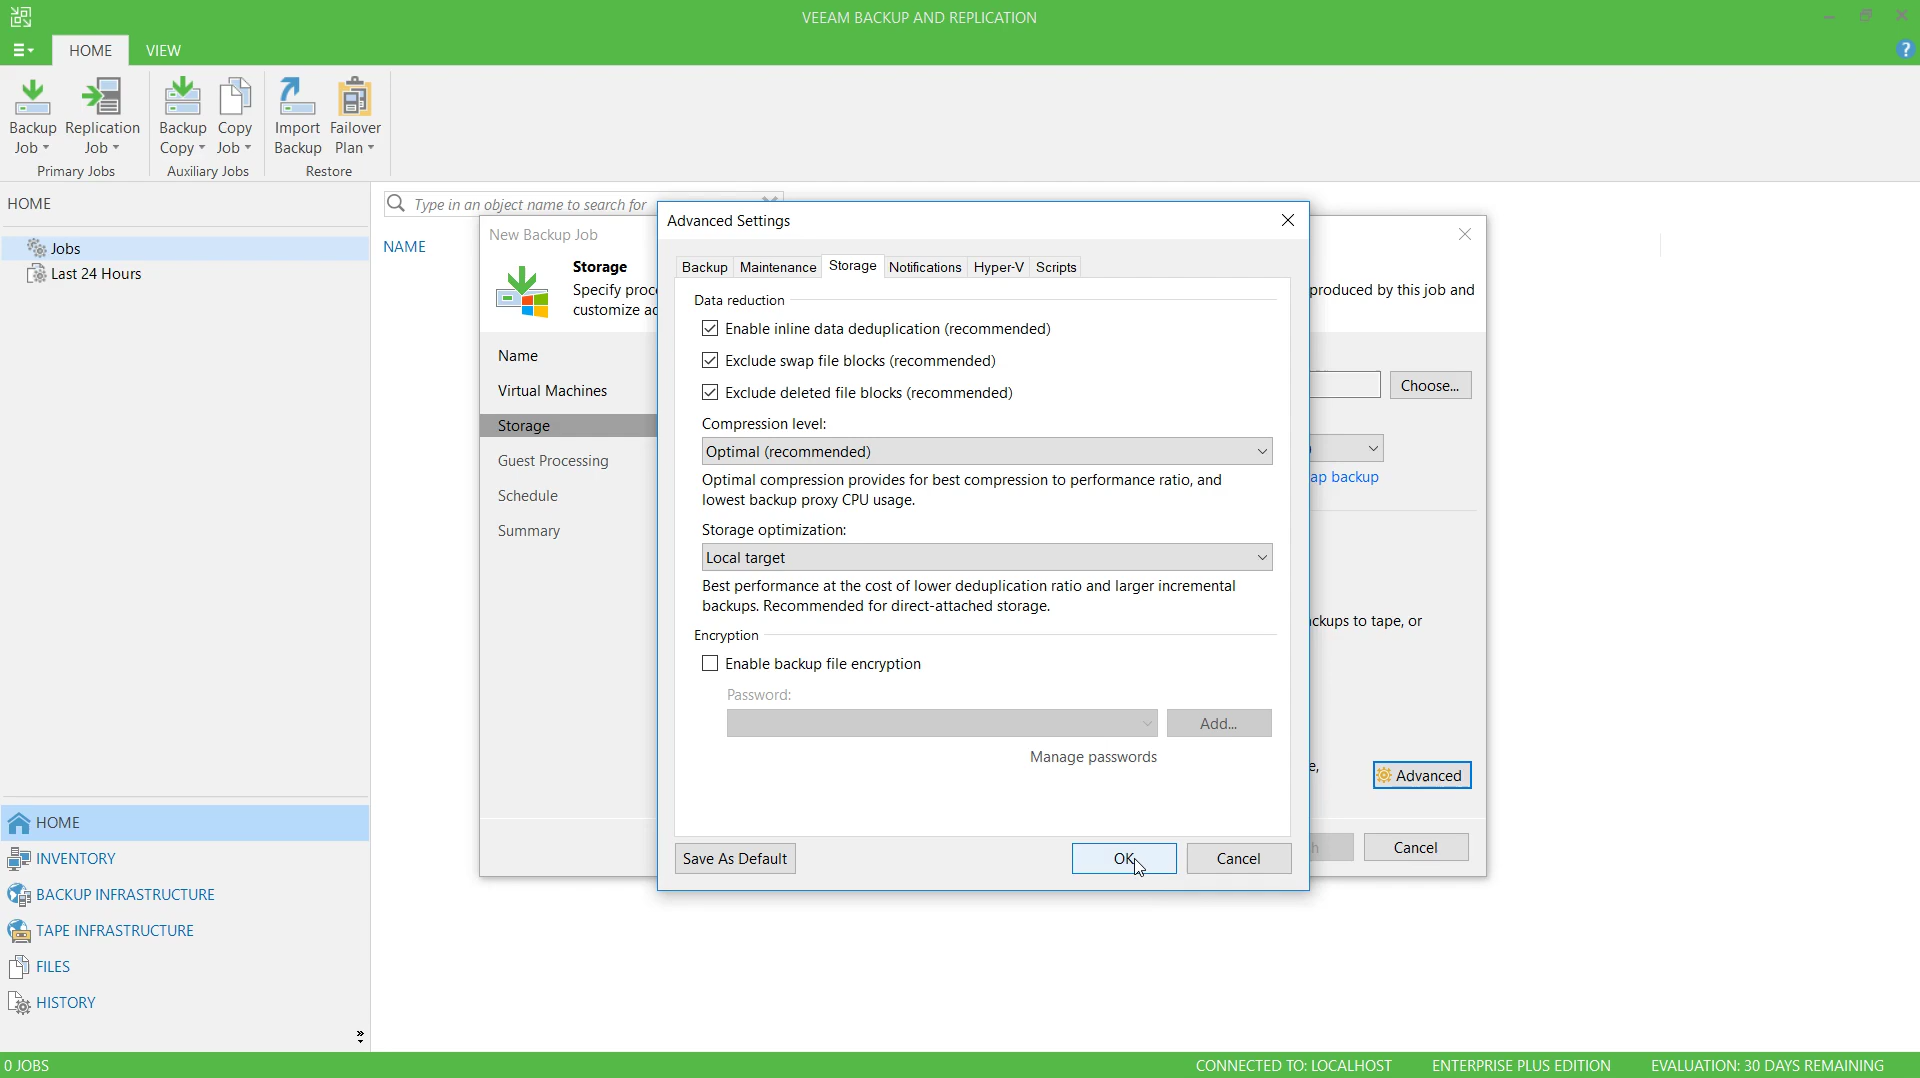 VEEAM BACKUP AND REPLICATION
HOME VIEW
?
Backup Job
Replication Job
Primary Jobs
Backup Copy
Copy Job
Auxiliary Jobs
Import Backup
Failover Plan
Restore
HOME
Jobs
Last 24 Hours
HOME
INVENTORY
BACKUP INFRASTRUCTURE
TAPE INFRASTRUCTURE
FILES
HISTORY
Type in an object name to search for
NAME
New Backup Job
Storage
Specify proc
customize ac
produced by this job and
Name
Virtual Machines
Storage
Guest Processing
Schedule
Summary
Choose...
ap backup
ckups to tape, or
e,
Advanced
h
Cancel
Advanced Settings
Backup Maintenance Storage Notifications Hyper-V Scripts
Data reduction
Enable inline data deduplication (recommended)
Exclude swap file blocks (recommended)
Exclude deleted file blocks (recommended)
Compression level:
Optimal (recommended)
Optimal compression provides for best compression to performance ratio, and
lowest backup proxy CPU usage.
Storage optimization:
Local target
Best performance at the cost of lower deduplication ratio and larger incremental
backups. Recommended for direct-attached storage.
Encryption
Enable backup file encryption
Password:
Add...
Manage passwords
Save As Default OK Cancel
0 JOBS CONNECTED TO: LOCALHOST ENTERPRISE PLUS EDITION EVALUATION: 30 DAYS REMAINING